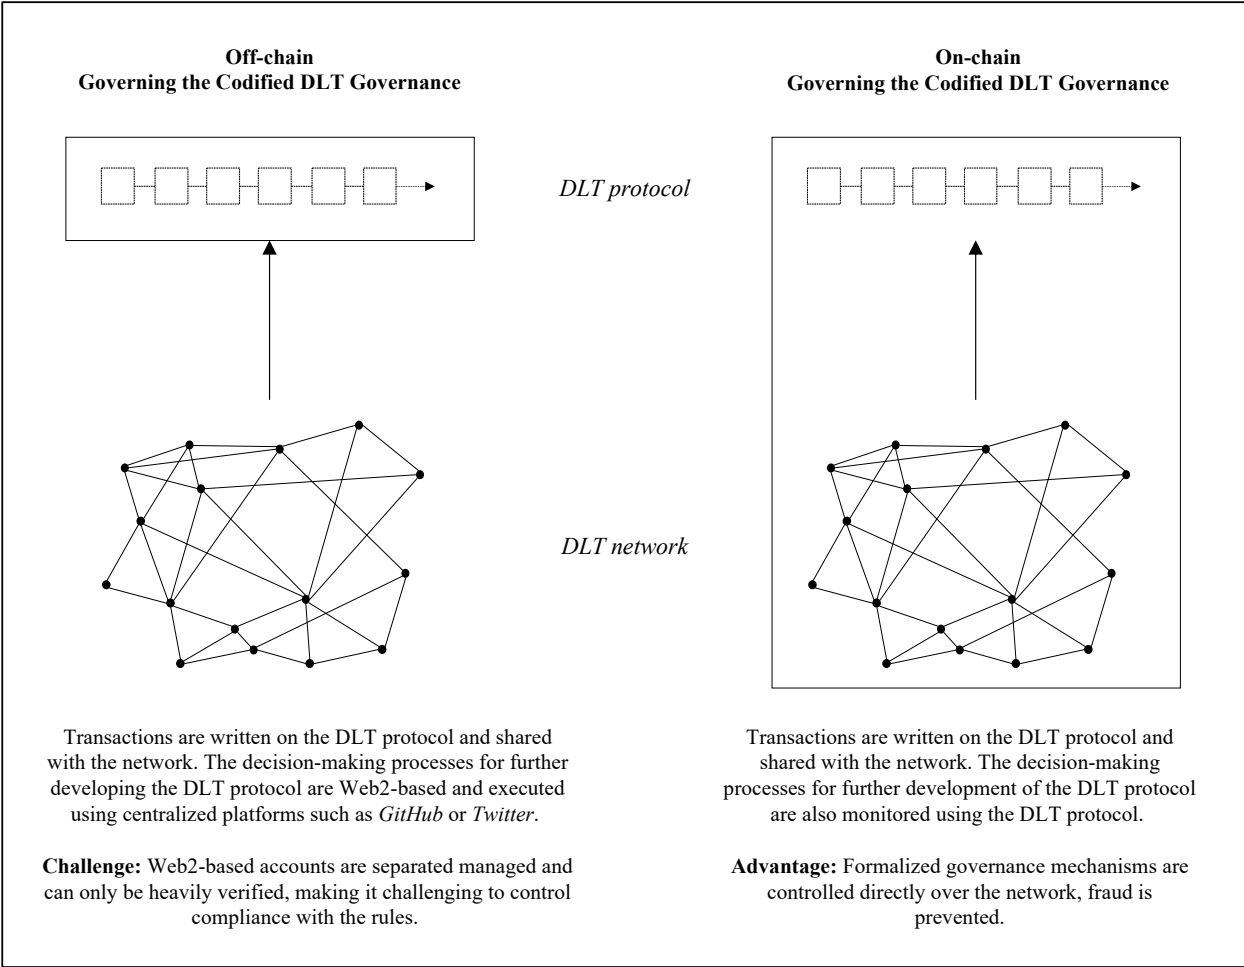 Off-chain
Governing the Codified DLT Governance
On-chain
Governing the Codified DLT Governance
DLT protocol
DLT network
Transactions are written on the DLT protocol and shared
with the network. The decision-making processes for further
developing the DLT protocol are Web2-based and executed
using centralized platforms such as GitHub or Twitter.
Challenge: Web2-based accounts are separated managed and
can only be heavily verified, making it challenging to control
compliance with the rules.
Transactions are written on the DLT protocol and
shared with the network. The decision-making
processes for further development of the DLT protocol
are also monitored using the DLT protocol.
Advantage: Formalized governance mechanisms are
controlled directly over the network, fraud is
prevented.